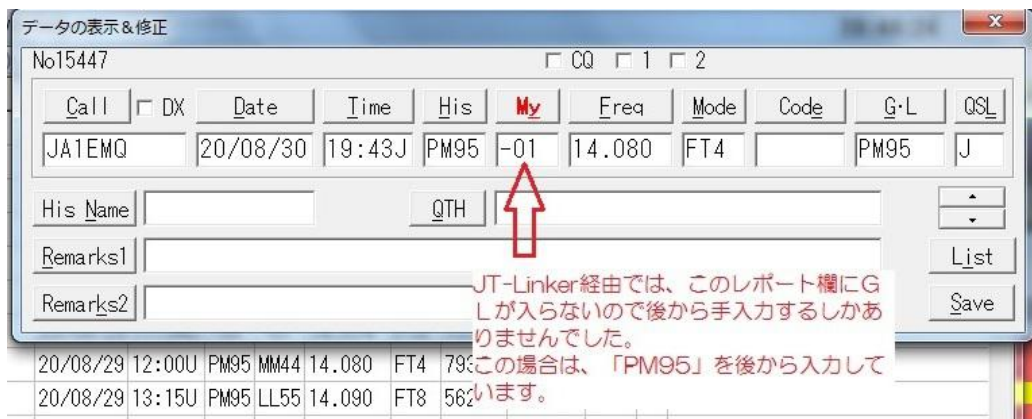 データの表示＆修正
No15447 CQ 1 2
Call DX Date Time His My Freq Mode Code G·L QSL
JA1EMQ 20/08/30 19:43J PM95 -01 14.080 FT4 PM95 J
His Name QTH
Remarks1 List
Remarks2 Save
JT-Linker経由では、このレポート欄にG
Lが入らないので後から手入力するしかあ
りませんでした。
この場合は、「PM95」を後から入力して
います。
20/08/29 12:00U PM95 MM44 14.080 FT4 793
20/08/29 13:15U PM95 LL55 14.090 FT8 562